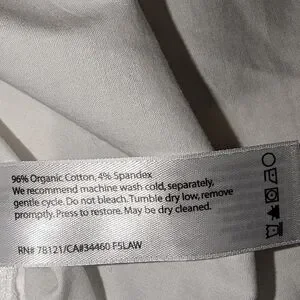 96% Organic Cotton, 4% Spandex
We recommend machine wash cold, separately,
gentle cycle. Do not bleach. Tumble dry low, remove
promptly. Press to restore. May be dry cleaned.
RN# 7B121/CA#34460 F5LAW